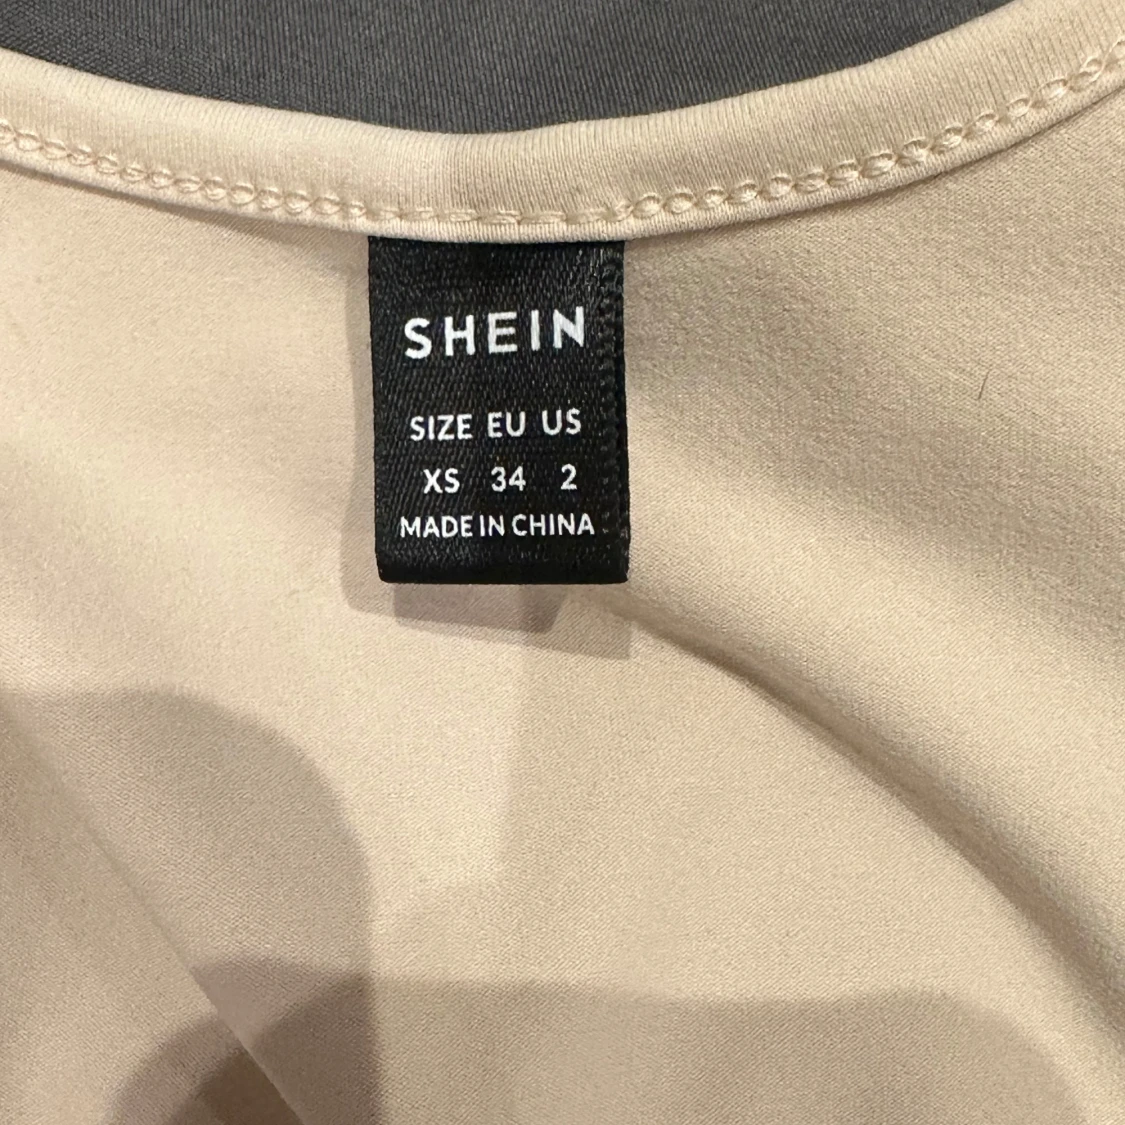 SHEIN
SIZE EU US
XS 34 2
MADE IN CHINA